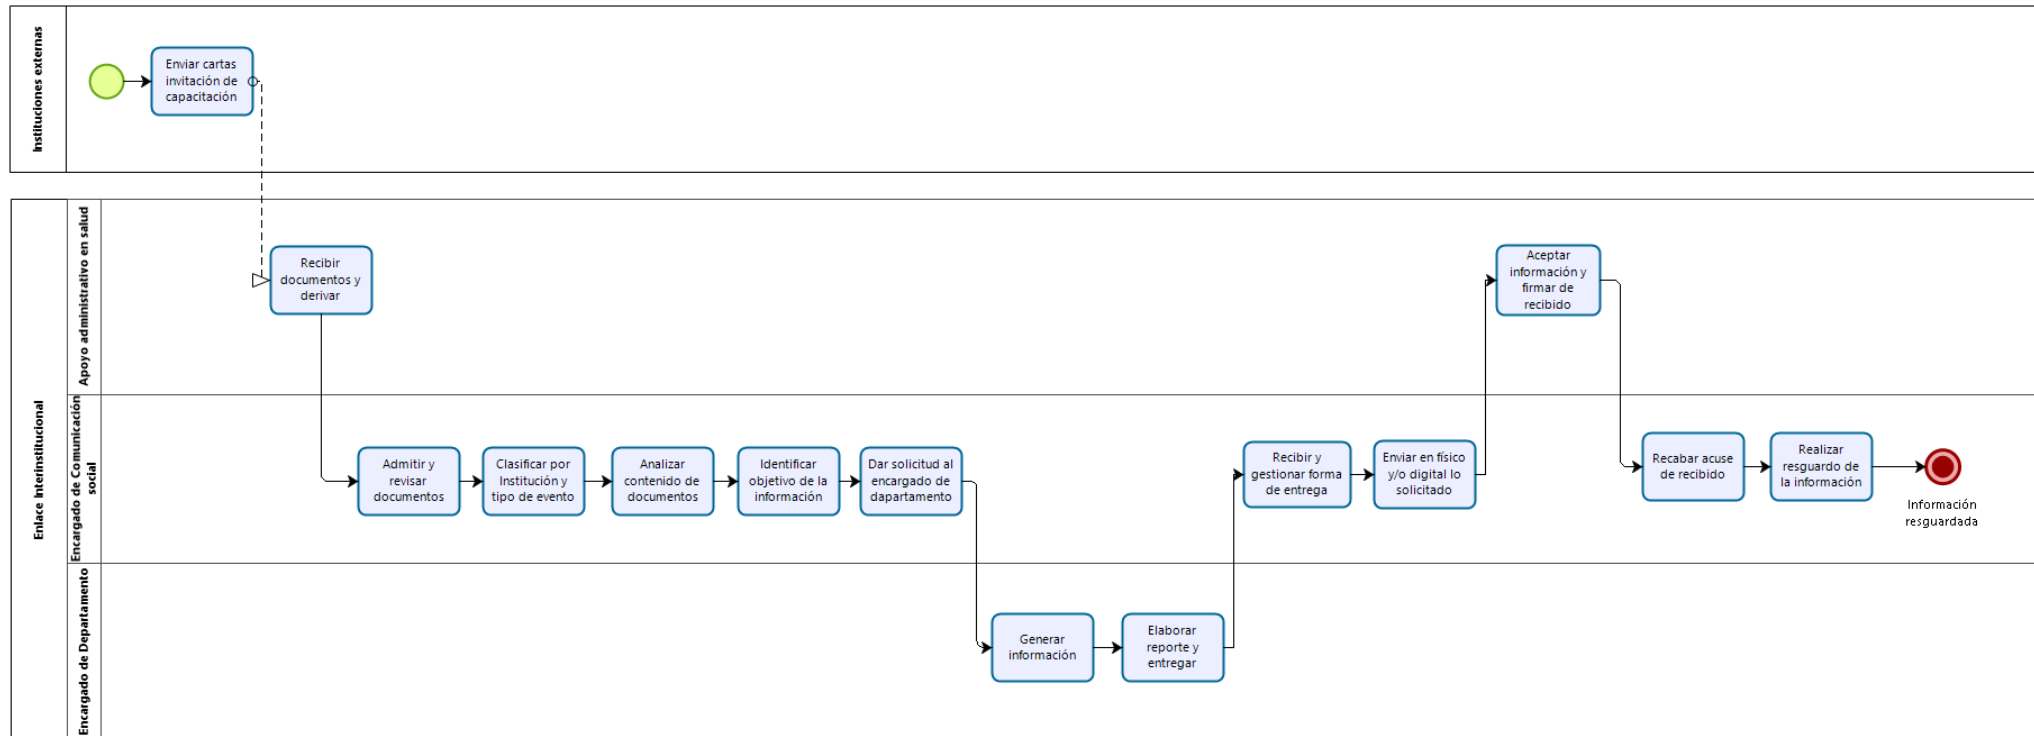 Instituciones externas
Enviar cartas
invitación de
capacitación
Enlace Interinstitucional
Apoyo administrativo en salud
Recibir
documentos y
derivar
Aceptar
información y
firmar de
recibido
Encargado de Comunicación
social
Admitir y
revisar
documentos
Clasificar por
Institución y
tipo de evento
Analizar
contenido de
documentos
Identificar
objetivo de la
información
Dar solicitud al
encargado de
dapartamento
Recibir y
gestionar forma
de entrega
Enviar en físico
y/o digital lo
solicitado
Recabar acuse
de recibido
Realizar
resguardo de
la información
Información
resguardada
Encargado de Departamento
Generar
información
Elaborar
reporte y
entregar